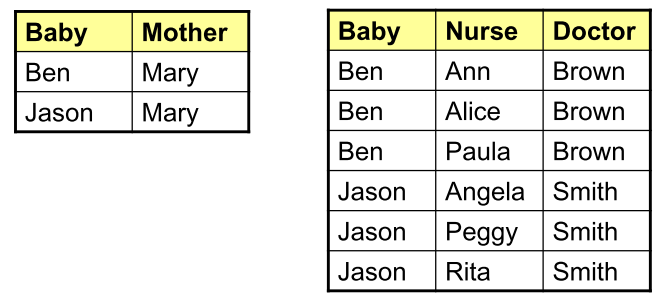 Baby Mother
Ben Mary
Jason Mary
Baby Nurse Doctor
Ben Ann Brown
Ben Alice Brown
Ben Paula Brown
Jason Angela Smith
Jason Peggy Smith
Jason Rita Smith